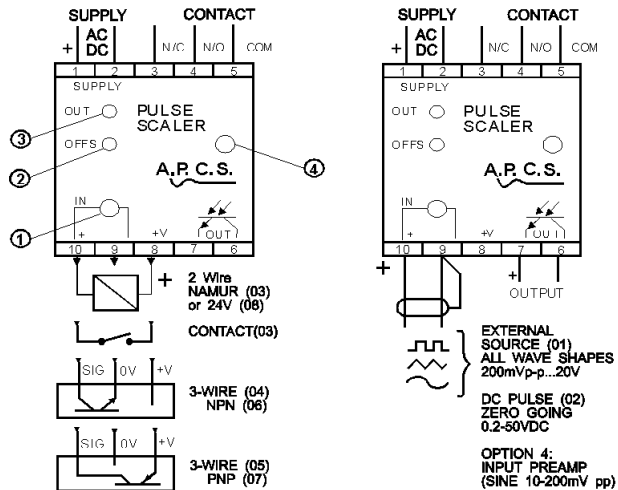 SUPPLY CONTACT
AC
DC
+ N/C N/O COM
1 2 3 4 5
SUPPLY
OUT PULSE
SCALER
OFFS
A.P.C.S.
IN
+ +V OUT
10 9 8 7 6
3
2
1
4
+ 2 Wire
NAMUR (03)
or 24V (08)
CONTACT(03)
SIG 0V +V
3-WIRE (04)
NPN (06)
SIG 0V +V
3-WIRE (05)
PNP (07)
SUPPLY CONTACT
AC
DC
+ N/C N/O COM
1 2 3 4 5
SUPPLY
OUT PULSE
SCALER
OFFS
A.P.C.S.
IN
+ +V OUT
10 9 8 7 6
+ +
OUTPUT
EXTERNAL
SOURCE (01)
ALL WAVE SHAPES
200mVp-p...20V
DC PULSE (02)
ZERO GOING
0.2-50VDC
OPTION 4:
INPUT PREAMP
(SINE 10-200mV pp)